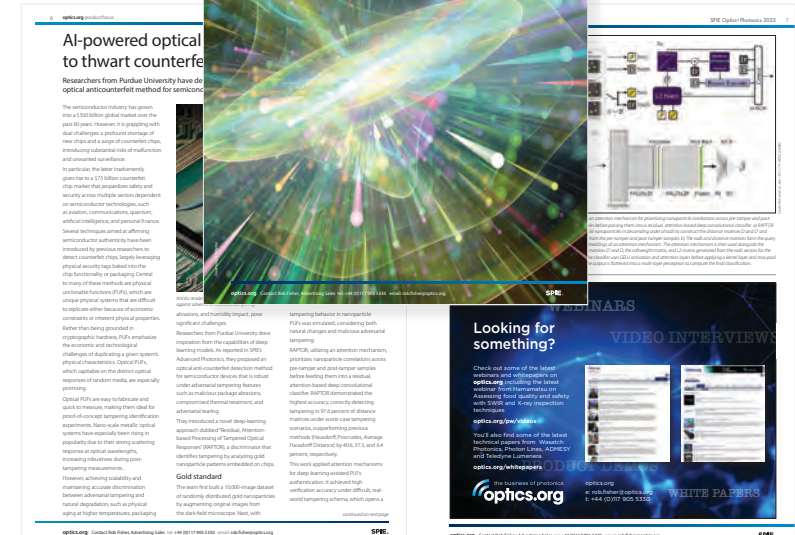 6 optics.org product focus
AI-powered optical
to thwart counterfe
Researchers from Purdue University have de
optical anticounterfeit method for semicond
The semiconductor industry has grown
into a $500 billion global market over the
past 60 years. However, it is grappling with
dual challenges: a profound shortage of
new chips and a surge of counterfeit chips,
introducing substantial risks of malfunction
and unwanted surveillance.
In particular, the latter inadvertently
gives rise to a $75 billion counterfeit
chip market that jeopardizes safety and
security across multiple sectors dependent
on semiconductor technologies, such
as aviation, communications, quantum,
artificial intelligence, and personal finance.
Several techniques aimed at affirming
semiconductor authenticity have been
introduced by previous researchers to
detect counterfeit chips, largely leveraging
physical security tags baked into the
chip functionality or packaging. Central
to many of these methods are physical
unclonable functions (PUFs), which are
unique physical systems that are difficult
to replicate either because of economic
constraints or inherent physical properties.
Rather than being grounded in
cryptographic hardness, PUFs emphasize
the economic and technological
challenges of duplicating a given system's
physical characteristics. Optical PUFs,
which capitalize on the distinct optical
responses of random media, are especially
promising.
Optical PUFs are easy to fabricate and
quick to measure, making them ideal for
proof-of-concept tampering identification
experiments. Nano-scale metallic optical
systems have especially been rising in
popularity due to their strong scattering
response at optical wavelengths,
increasing robustness during post-
tampering measurements.
However, achieving scalability and
maintaining accurate discrimination
between adversarial tampering and
natural degradation, such as physical
aging at higher temperatures, packaging
Artistic render
against adver
abrasions, and humidity impact, pose
significant challenges.
Researchers from Purdue University drew
inspiration from the capabilities of deep
learning models. As reported in SPIE's
Advanced Photonics, they proposed an
optical anti-counterfeit detection method
for semiconductor devices that is robust
under adversarial tampering features
such as malicious package abrasions,
compromised thermal treatment, and
adversarial tearing.
They introduced a novel deep-learning
approach dubbed "Residual, Attention-
based Processing of Tampered Optical
Responses" (RAPTOR), a discriminator that
identifies tampering by analyzing gold
nanoparticle patterns embedded on chips.
Gold standard
The team first built a 10,000-image dataset
of randomly distributed gold nanoparticles
by augmenting original images from
the dark-field microscope. Next, with
tampering behavior in nanoparticle
PUFs was simulated, considering both
natural changes and malicious adversarial
tampering.
RAPTOR, utilizing an attention mechanism,
prioritizes nanoparticle correlations across
pre-tamper and post-tamper samples
before feeding them into a residual,
attention-based deep convolutional
classifier. RAPTOR demonstrated the
highest accuracy, correctly detecting
tampering in 97.6 percent of distance
matrices under worst-case tampering
scenarios, outperforming previous
methods (Hausdorff, Procrustes, Average
Hausdorff Distance) by 40.6, 37.3, and 6.4
percent, respectively.
This work applied attention mechanisms
for deep learning-assisted PUFs
authentication. It achieved high
verification accuracy under difficult, real-
world tampering schema, which opens a
continued on next page
optics.org Contact Rob Fisher, Advertising Sales tel: +44 (0)117 905 5330 email: rob.fisher@optics.org
SPIE.
optics.org Contact Rob Fisher, Advertising Sales tel: +44 (0)117 905 5330 email: rob.fisher@optics.org
SPIE.
SPIE Optics+Photonics 2023 7
WEBINARS
VIDEO INTERVIEWS
Looking for
something?
Check out some of the latest
webinars and whitepapers on
optics.org including the latest
webinar from Hamamatsu on
Assessing food quality and safety
with SWIR and X-ray inspection
techniques
optics.org/pw/videos
You'll also find some of the latest
technical papers from Wasatch
Photonics, Photon Lines, ADMESY
and Teledyne Lumenera.
optics.org/whitepapers
PRODUCT DEMOS
WHITE PAPERS
the business of photonics
optics.org
optics.org
e: rob.fisher@optics.org
t: +44 (0)117 905 5330